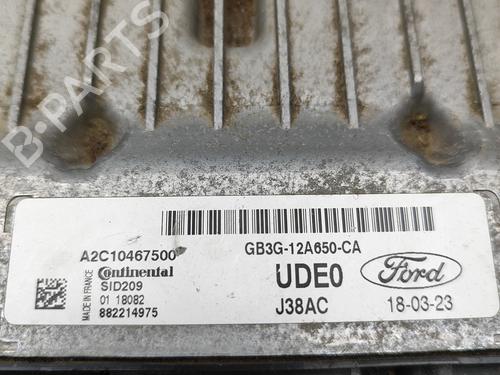 B-PARTS
A2C10467500
GB3G-12A650-CA
MADE IN FRANCE
Continental
SID209
01 18082
882214975
UDE0
J38AC
Ford
18-03-23